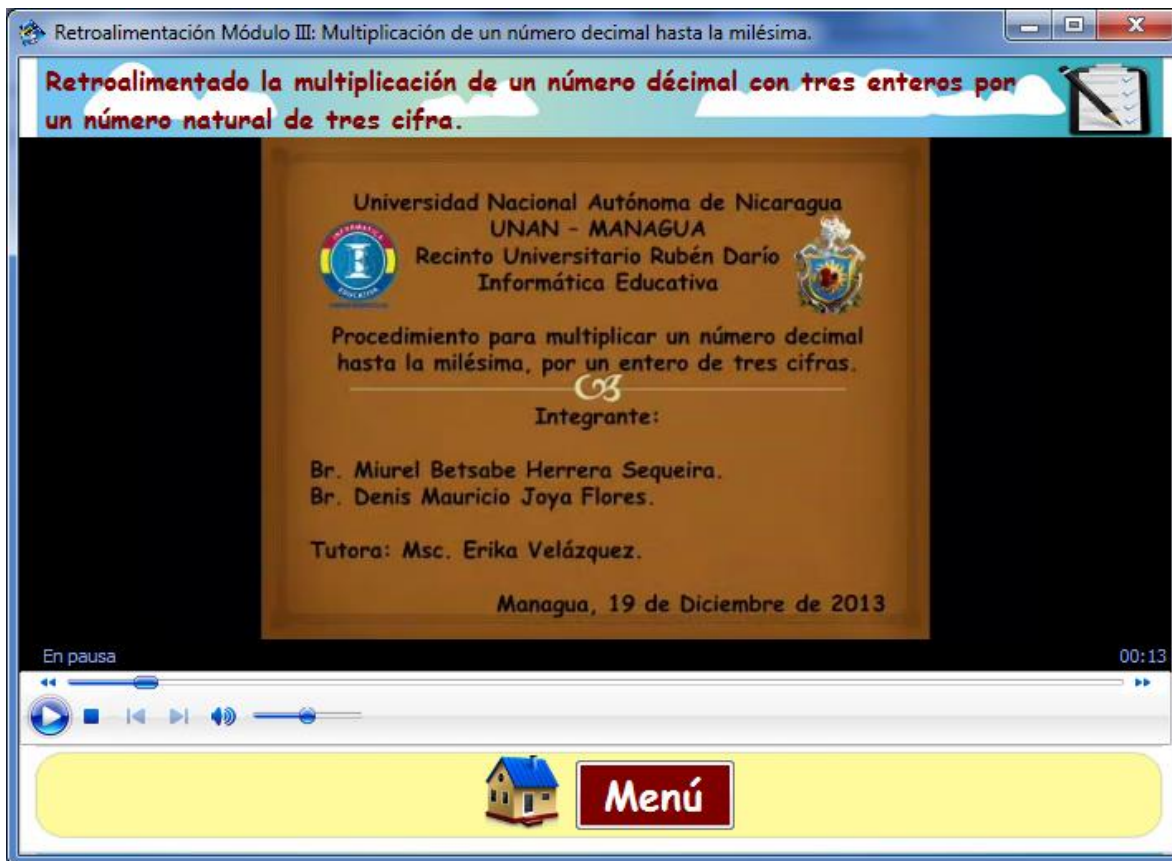 Retroalimentación Módulo III: Multiplicación de un número decimal hasta la milésima.
Retroalimentado la multiplicación de un número décimal con tres enteros por
un número natural de tres cifra.
Universidad Nacional Autónoma de Nicaragua
UNAN - MANAGUA
Recinto Universitario Rubén Darío
Informática Educativa
INFORMATICA
EDUCATIVA
Procedimiento para multiplicar un número decimal
hasta la milésima, por un entero de tres cifras.
Integrante:
Br. Miurel Betsabe Herrera Sequeira.
Br. Denis Mauricio Joya Flores.
Tutora: Msc. Erika Velázquez.
Managua, 19 de Diciembre de 2013
En pausa
00:13
Menú